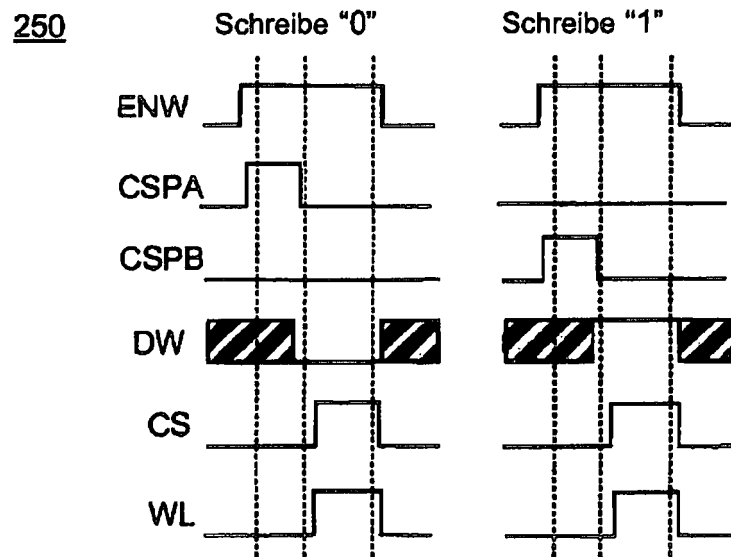 250
Schreibe "0" Schreibe "1"
ENW
CSPA
CSPB
DW
CS
WL